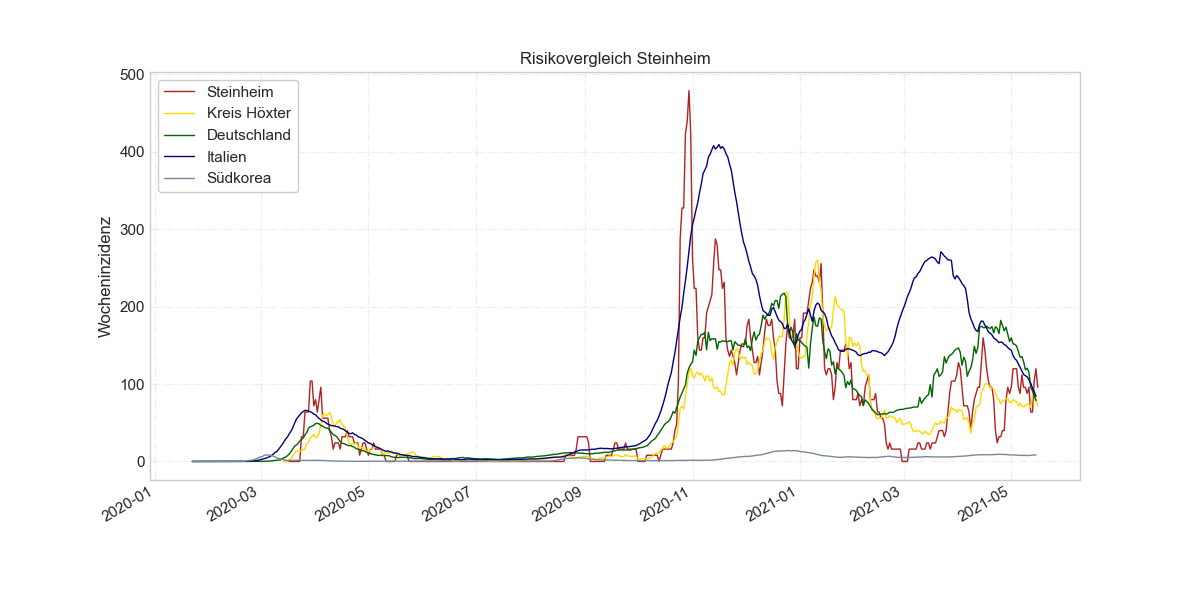 Risikovergleich Steinheim
Wocheninzidenz
500
400
300
200
100
0
Steinheim
Kreis Höxter
Deutschland
Italien
Südkorea
2020-01
2020-03
2020-05
2020-07
2020-09
2020-11
2021-01
2021-03
2021-05